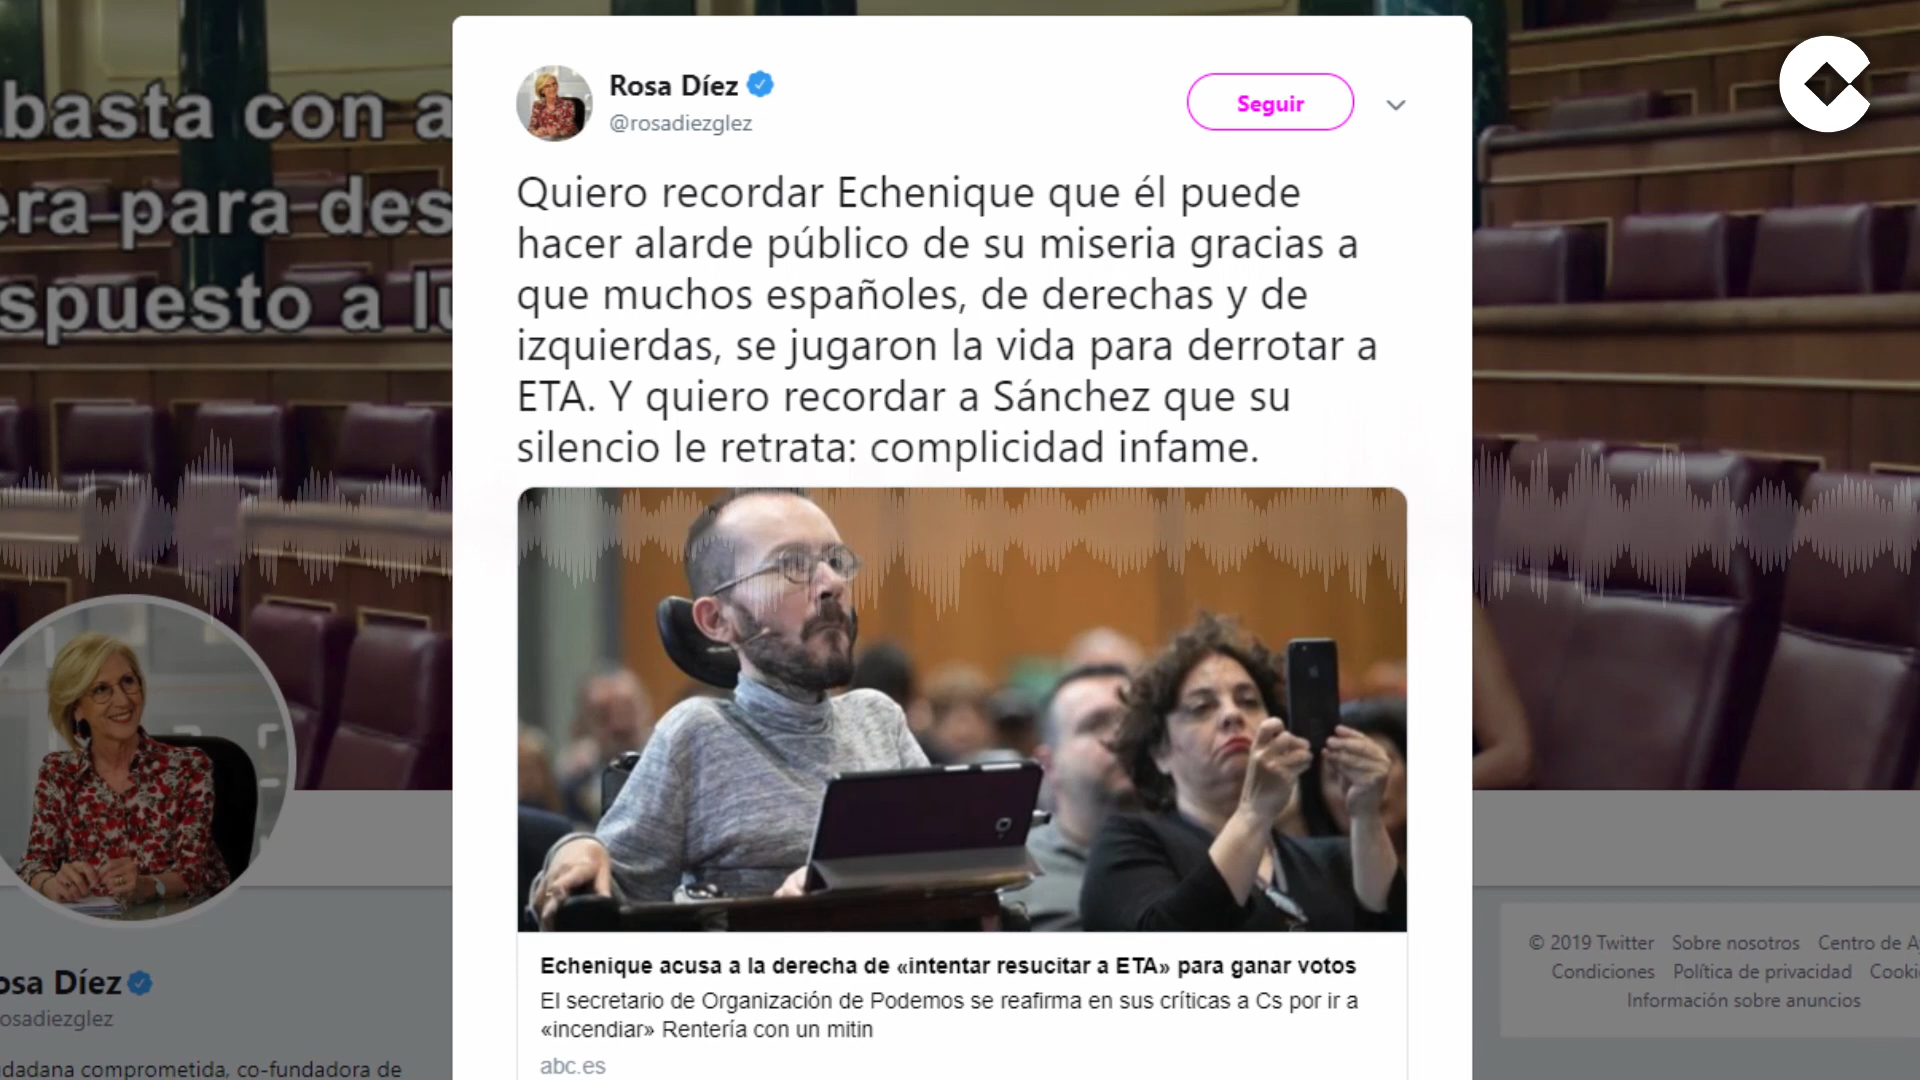 basta con a
era para des
spuesto a lu
Rosa Díez
@rosadiezglez
Seguir
Quiero recordar Echenique que él puede
hacer alarde público de su miseria gracias a
que muchos españoles, de derechas y de
izquierdas, se jugaron la vida para derrotar a
ETA. Y quiero recordar a Sánchez que su
silencio le retrata: complicidad infame.
Echenique acusa a la derecha de «intentar resucitar a ETA» para ganar votos
El secretario de Organización de Podemos se reafirma en sus críticas a Cs por ir a
«incendiar» Rentería con un mitin
abc.es
osa Díez
osadiezglez
dadana comprometida, co-fundadora de
© 2019 Twitter Sobre nosotros Centro de A
Condiciones Política de privacidad Cooki
Información sobre anuncios